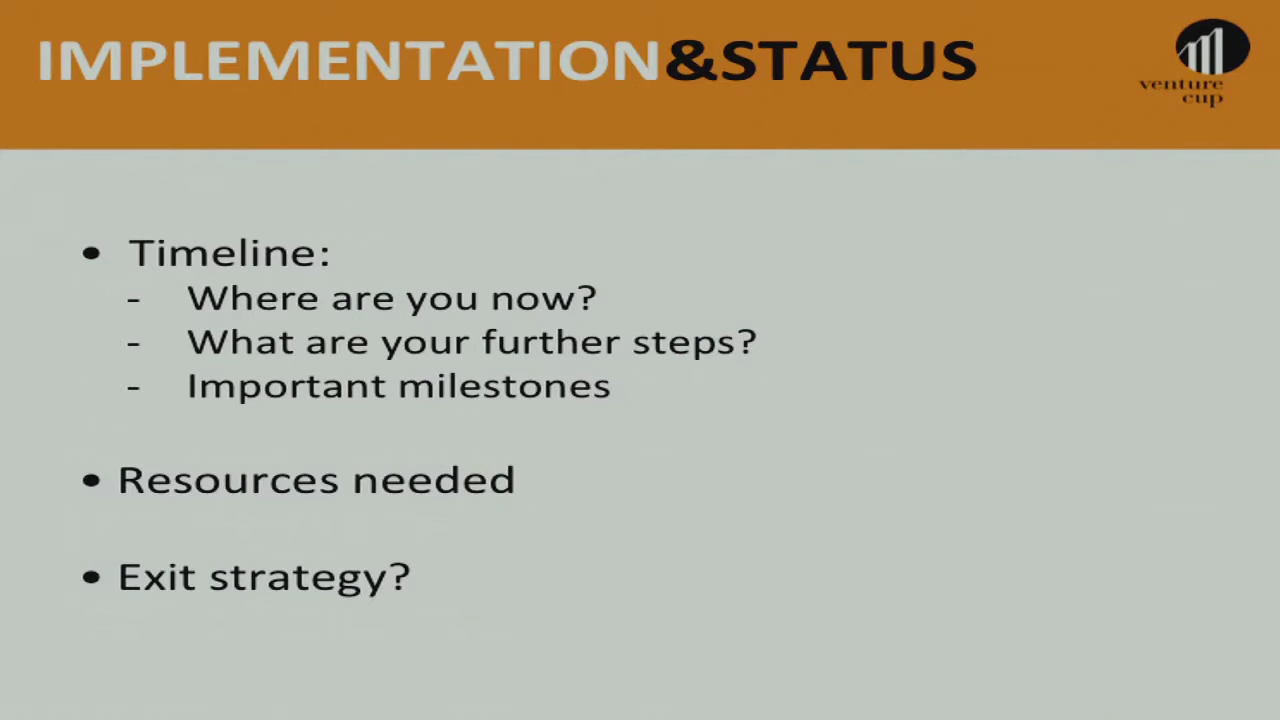 IMPLEMENTATION&STATUS
venture
cup
• Timeline:
- Where are you now?
- What are your further steps?
- Important milestones
• Resources needed
• Exit strategy?